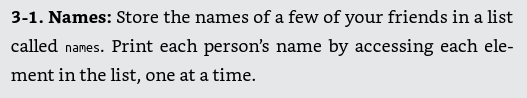 3-1. Names: Store the names of a few of your friends in a list
called names. Print each person’s name by accessing each ele-
ment in the list, one at a time.